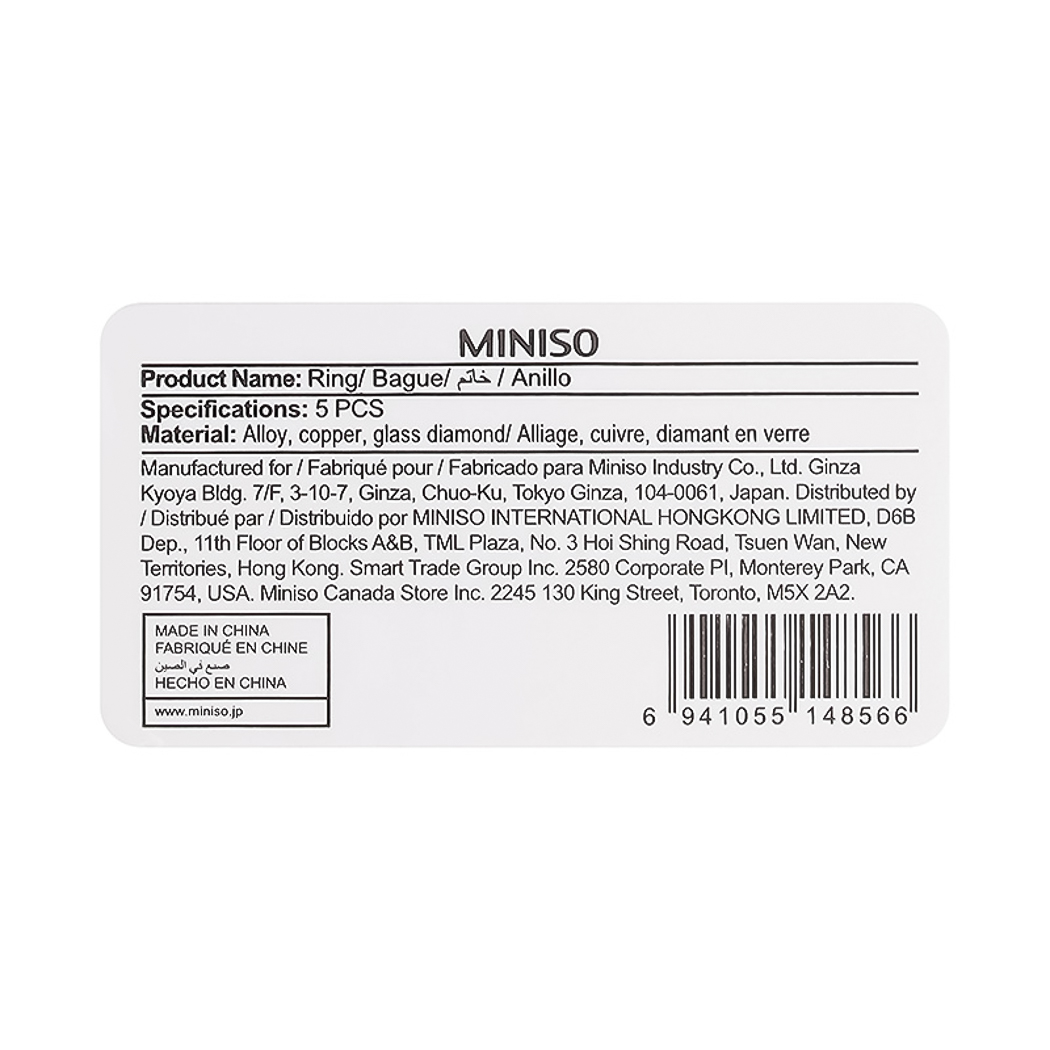 MINISO
Product Name: Ring/ Bague/ خاتم / Anillo
Specifications: 5 PCS
Material: Alloy, copper, glass diamond/ Alliage, cuivre, diamant en verre
Manufactured for / Fabriqué pour / Fabricado para Miniso Industry Co., Ltd. Ginza
Kyoya Bldg. 7/F, 3-10-7, Ginza, Chuo-Ku, Tokyo Ginza, 104-0061, Japan. Distributed by
/ Distribué par / Distribuido por MINISO INTERNATIONAL HONGKONG LIMITED, D6B
Dep., 11th Floor of Blocks A&B, TML Plaza, No. 3 Hoi Shing Road, Tsuen Wan, New
Territories, Hong Kong. Smart Trade Group Inc. 2580 Corporate Pl, Monterey Park, CA
91754, USA. Miniso Canada Store Inc. 2245 130 King Street, Toronto, M5X 2A2.
MADE IN CHINA
FABRIQUÉ EN CHINE
صنع في الصين
HECHO EN CHINA
www.miniso.jp
6 941055 148566